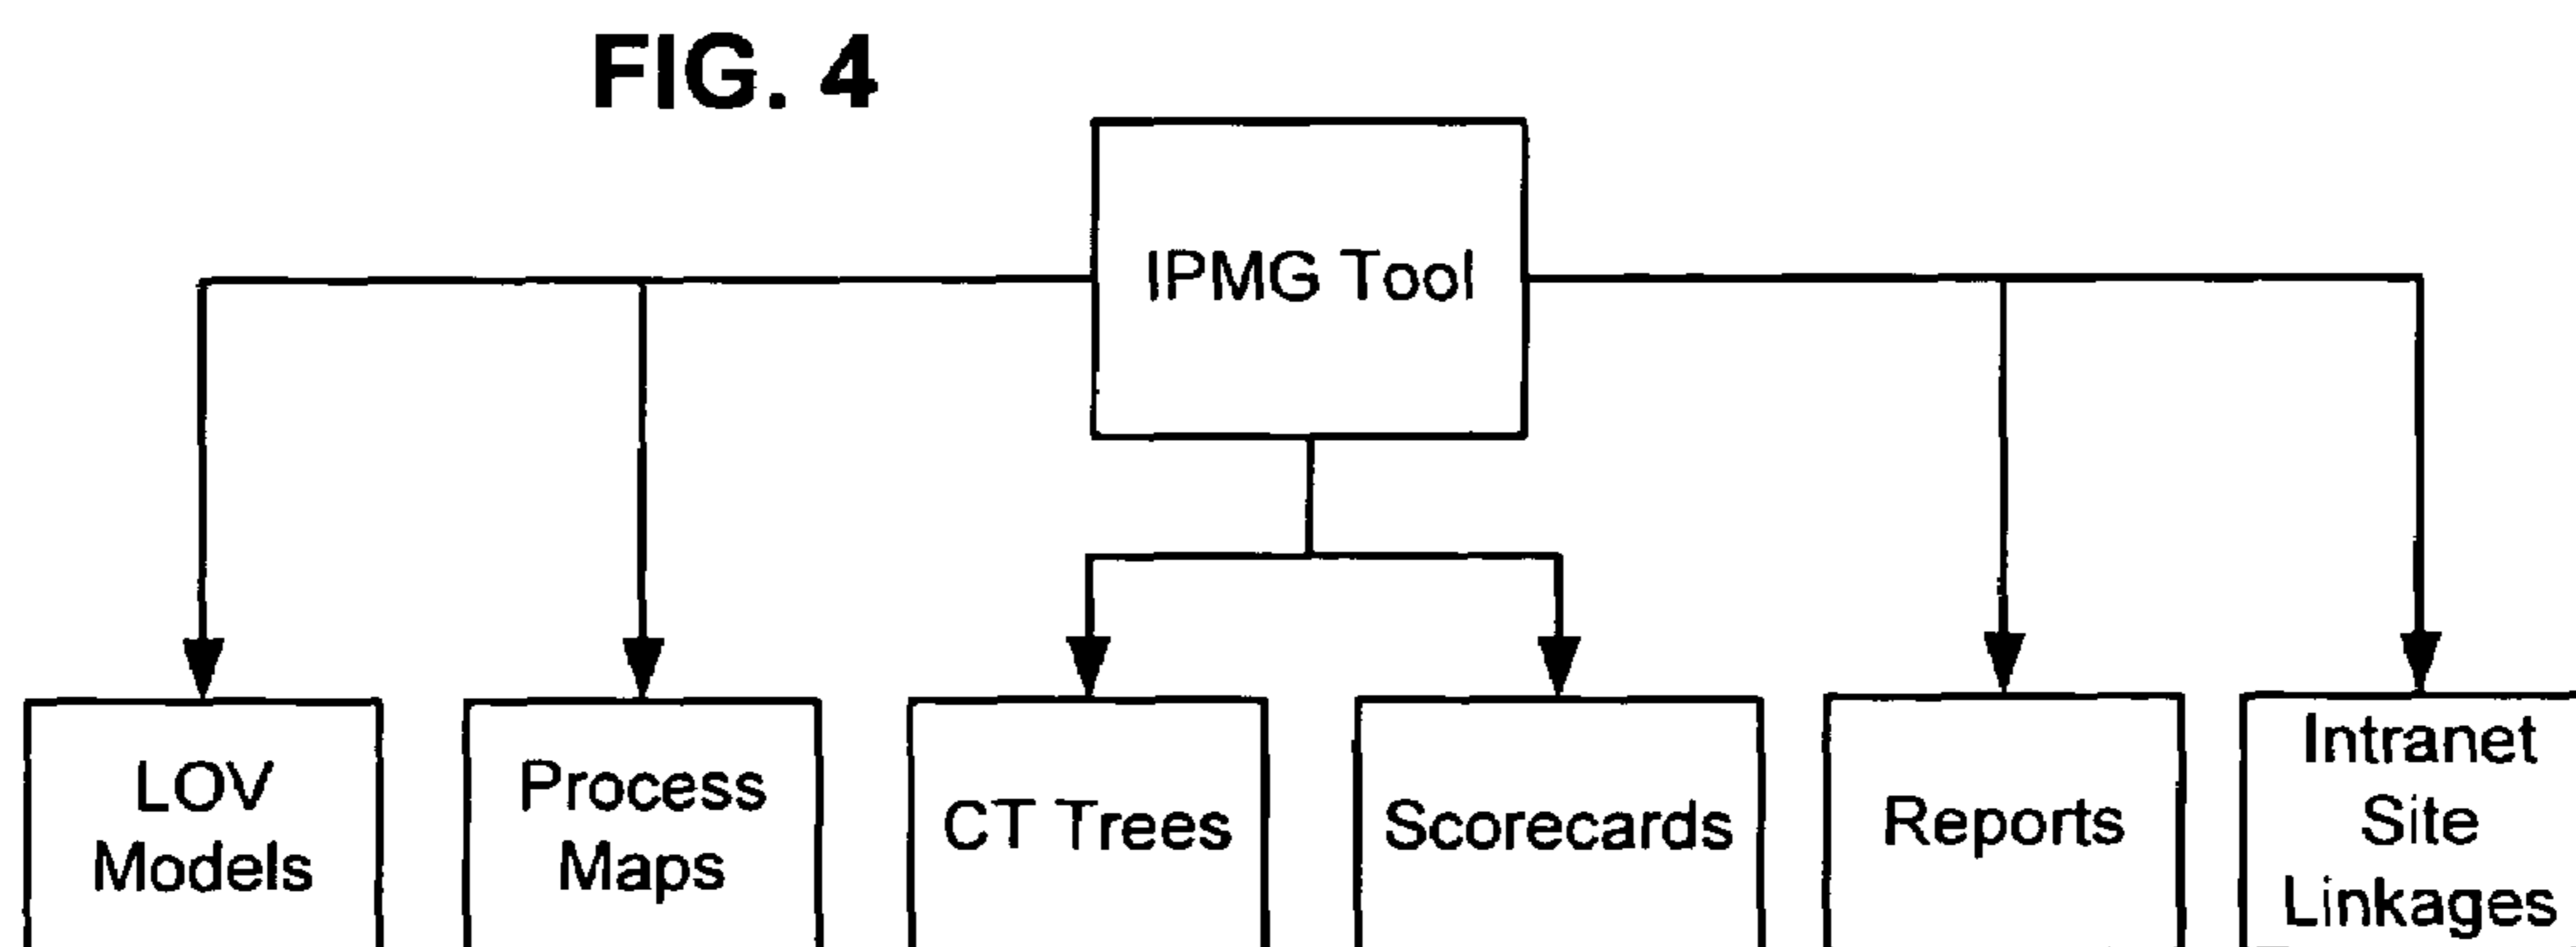 FIG. 4
IPMG Tool
LOV
Models
Process
Maps
CT Trees
Scorecards
Reports
Intranet
Site
Linkages